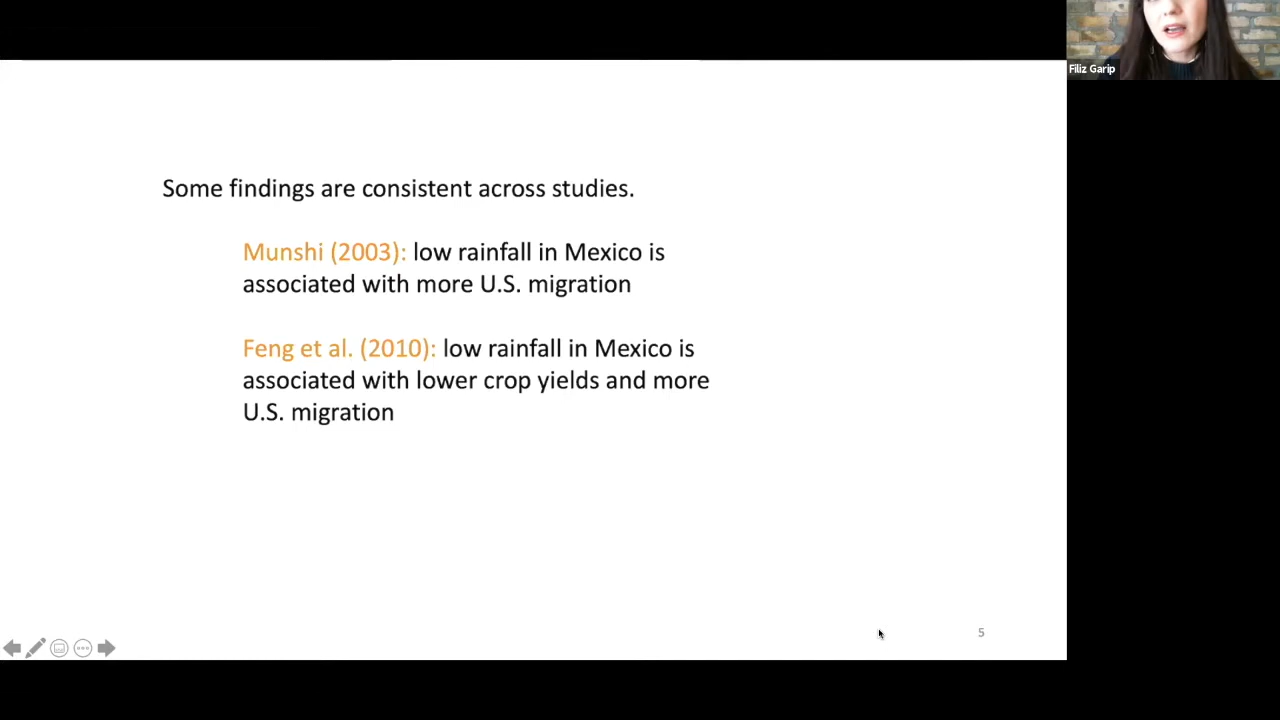 Filiz Garip
Some findings are consistent across studies.
Munshi (2003): low rainfall in Mexico is
associated with more U.S. migration
Feng et al. (2010): low rainfall in Mexico is
associated with lower crop yields and more
U.S. migration
5